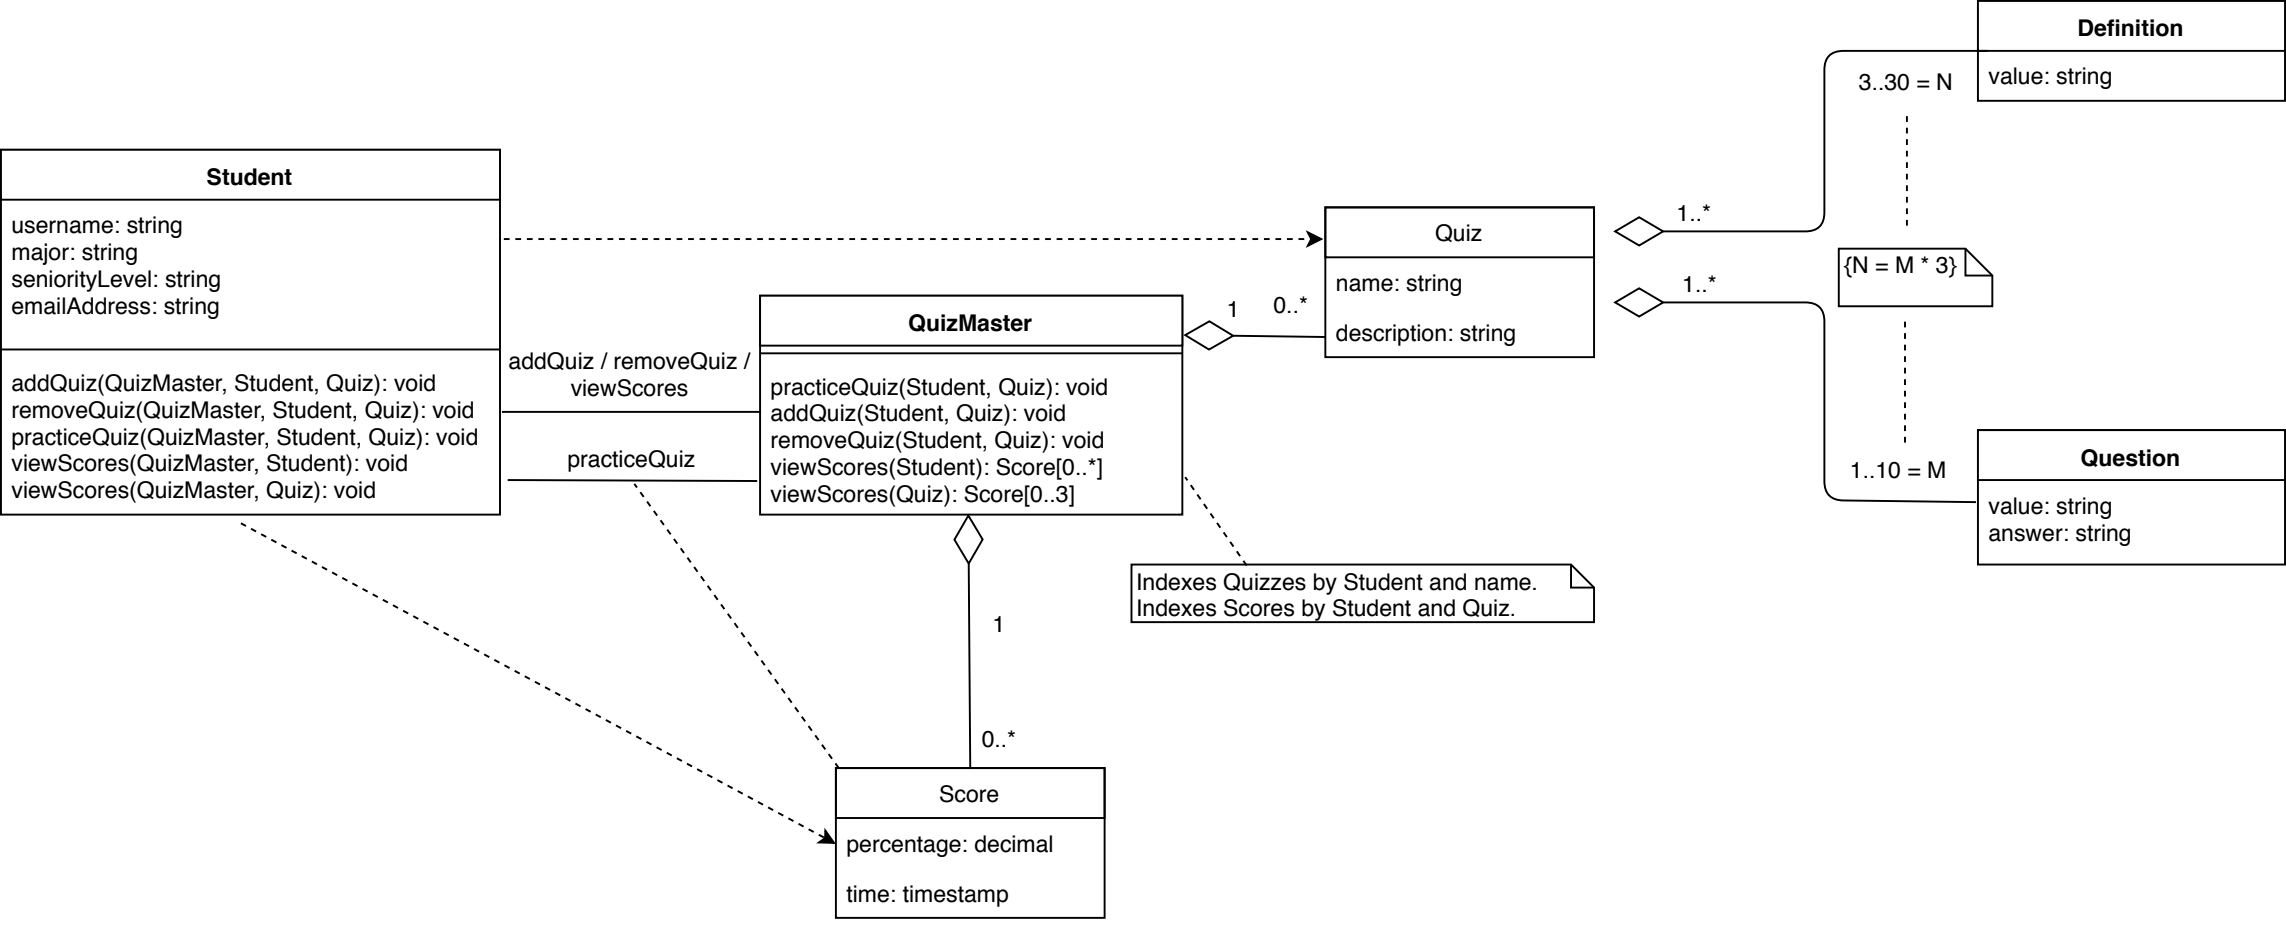 Definition
value: string
3..30 = N
Student
username: string
major: string
seniorityLevel: string
emailAddress: string
addQuiz(QuizMaster, Student, Quiz): void
removeQuiz(QuizMaster, Student, Quiz): void
practiceQuiz(QuizMaster, Student, Quiz): void
viewScores(QuizMaster, Student): void
viewScores(QuizMaster, Quiz): void
addQuiz / removeQuiz /
viewScores
practiceQuiz
QuizMaster
practiceQuiz(Student, Quiz): void
addQuiz(Student, Quiz): void
removeQuiz(Student, Quiz): void
viewScores(Student): Score[0..*]
viewScores(Quiz): Score[0..3]
1
0..*
Quiz
name: string
description: string
1..*
1..*
{N = M * 3}
1..10 = M
Question
value: string
answer: string
Indexes Quizzes by Student and name.
Indexes Scores by Student and Quiz.
1
0..*
Score
percentage: decimal
time: timestamp